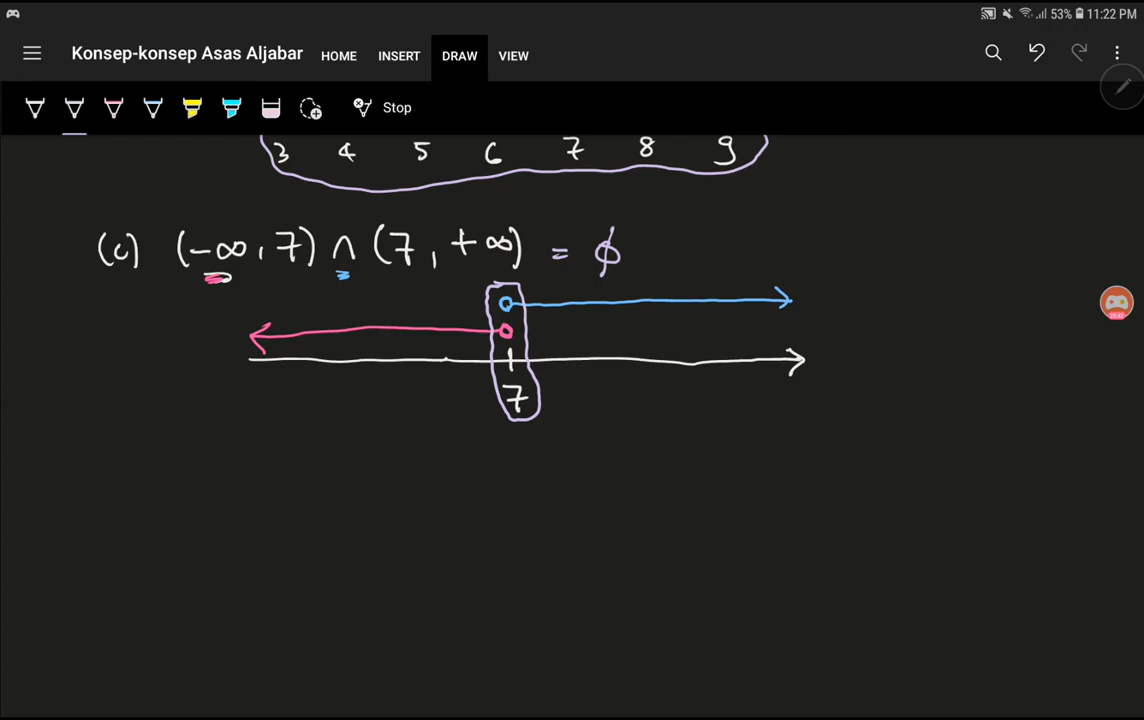 53% 11:22 PM
Konsep-konsep Asas Aljabar HOME INSERT DRAW VIEW
Stop
3 4 5 6 7 8 9
(c) (-∞, 7) ∩ (7, +∞) = ϕ
7